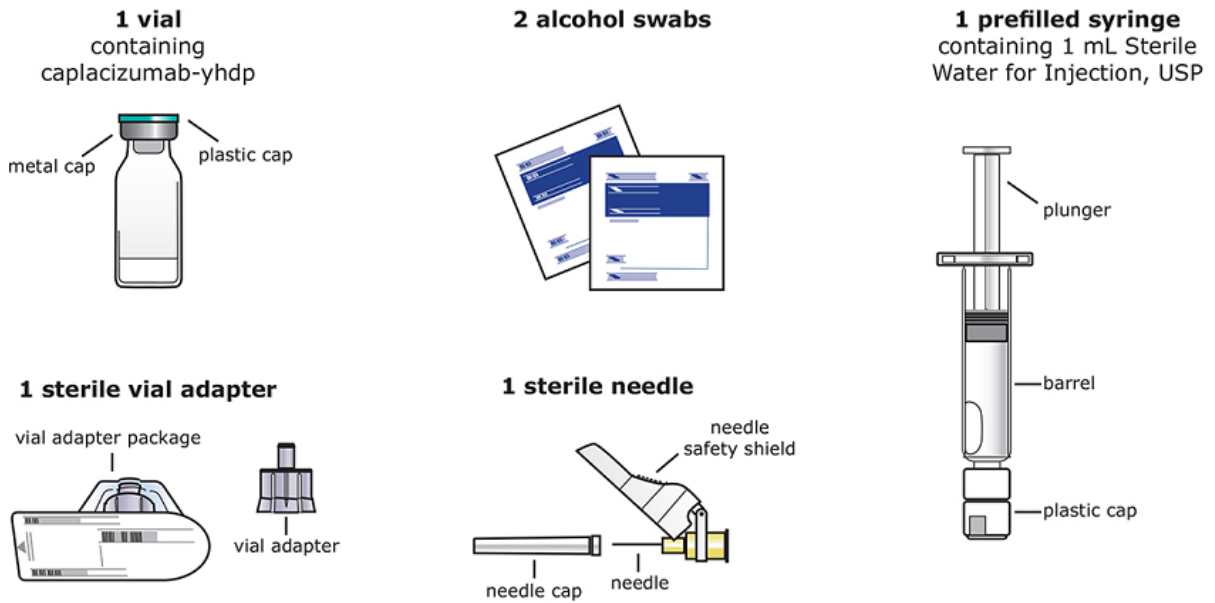 1 vial
containing
caplacizumab-yhdp
metal cap
plastic cap
2 alcohol swabs
1 prefilled syringe
containing 1 mL Sterile
Water for Injection, USP
plunger
barrel
plastic cap
1 sterile vial adapter
vial adapter package
vial adapter
1 sterile needle
needle
safety shield
needle cap
needle